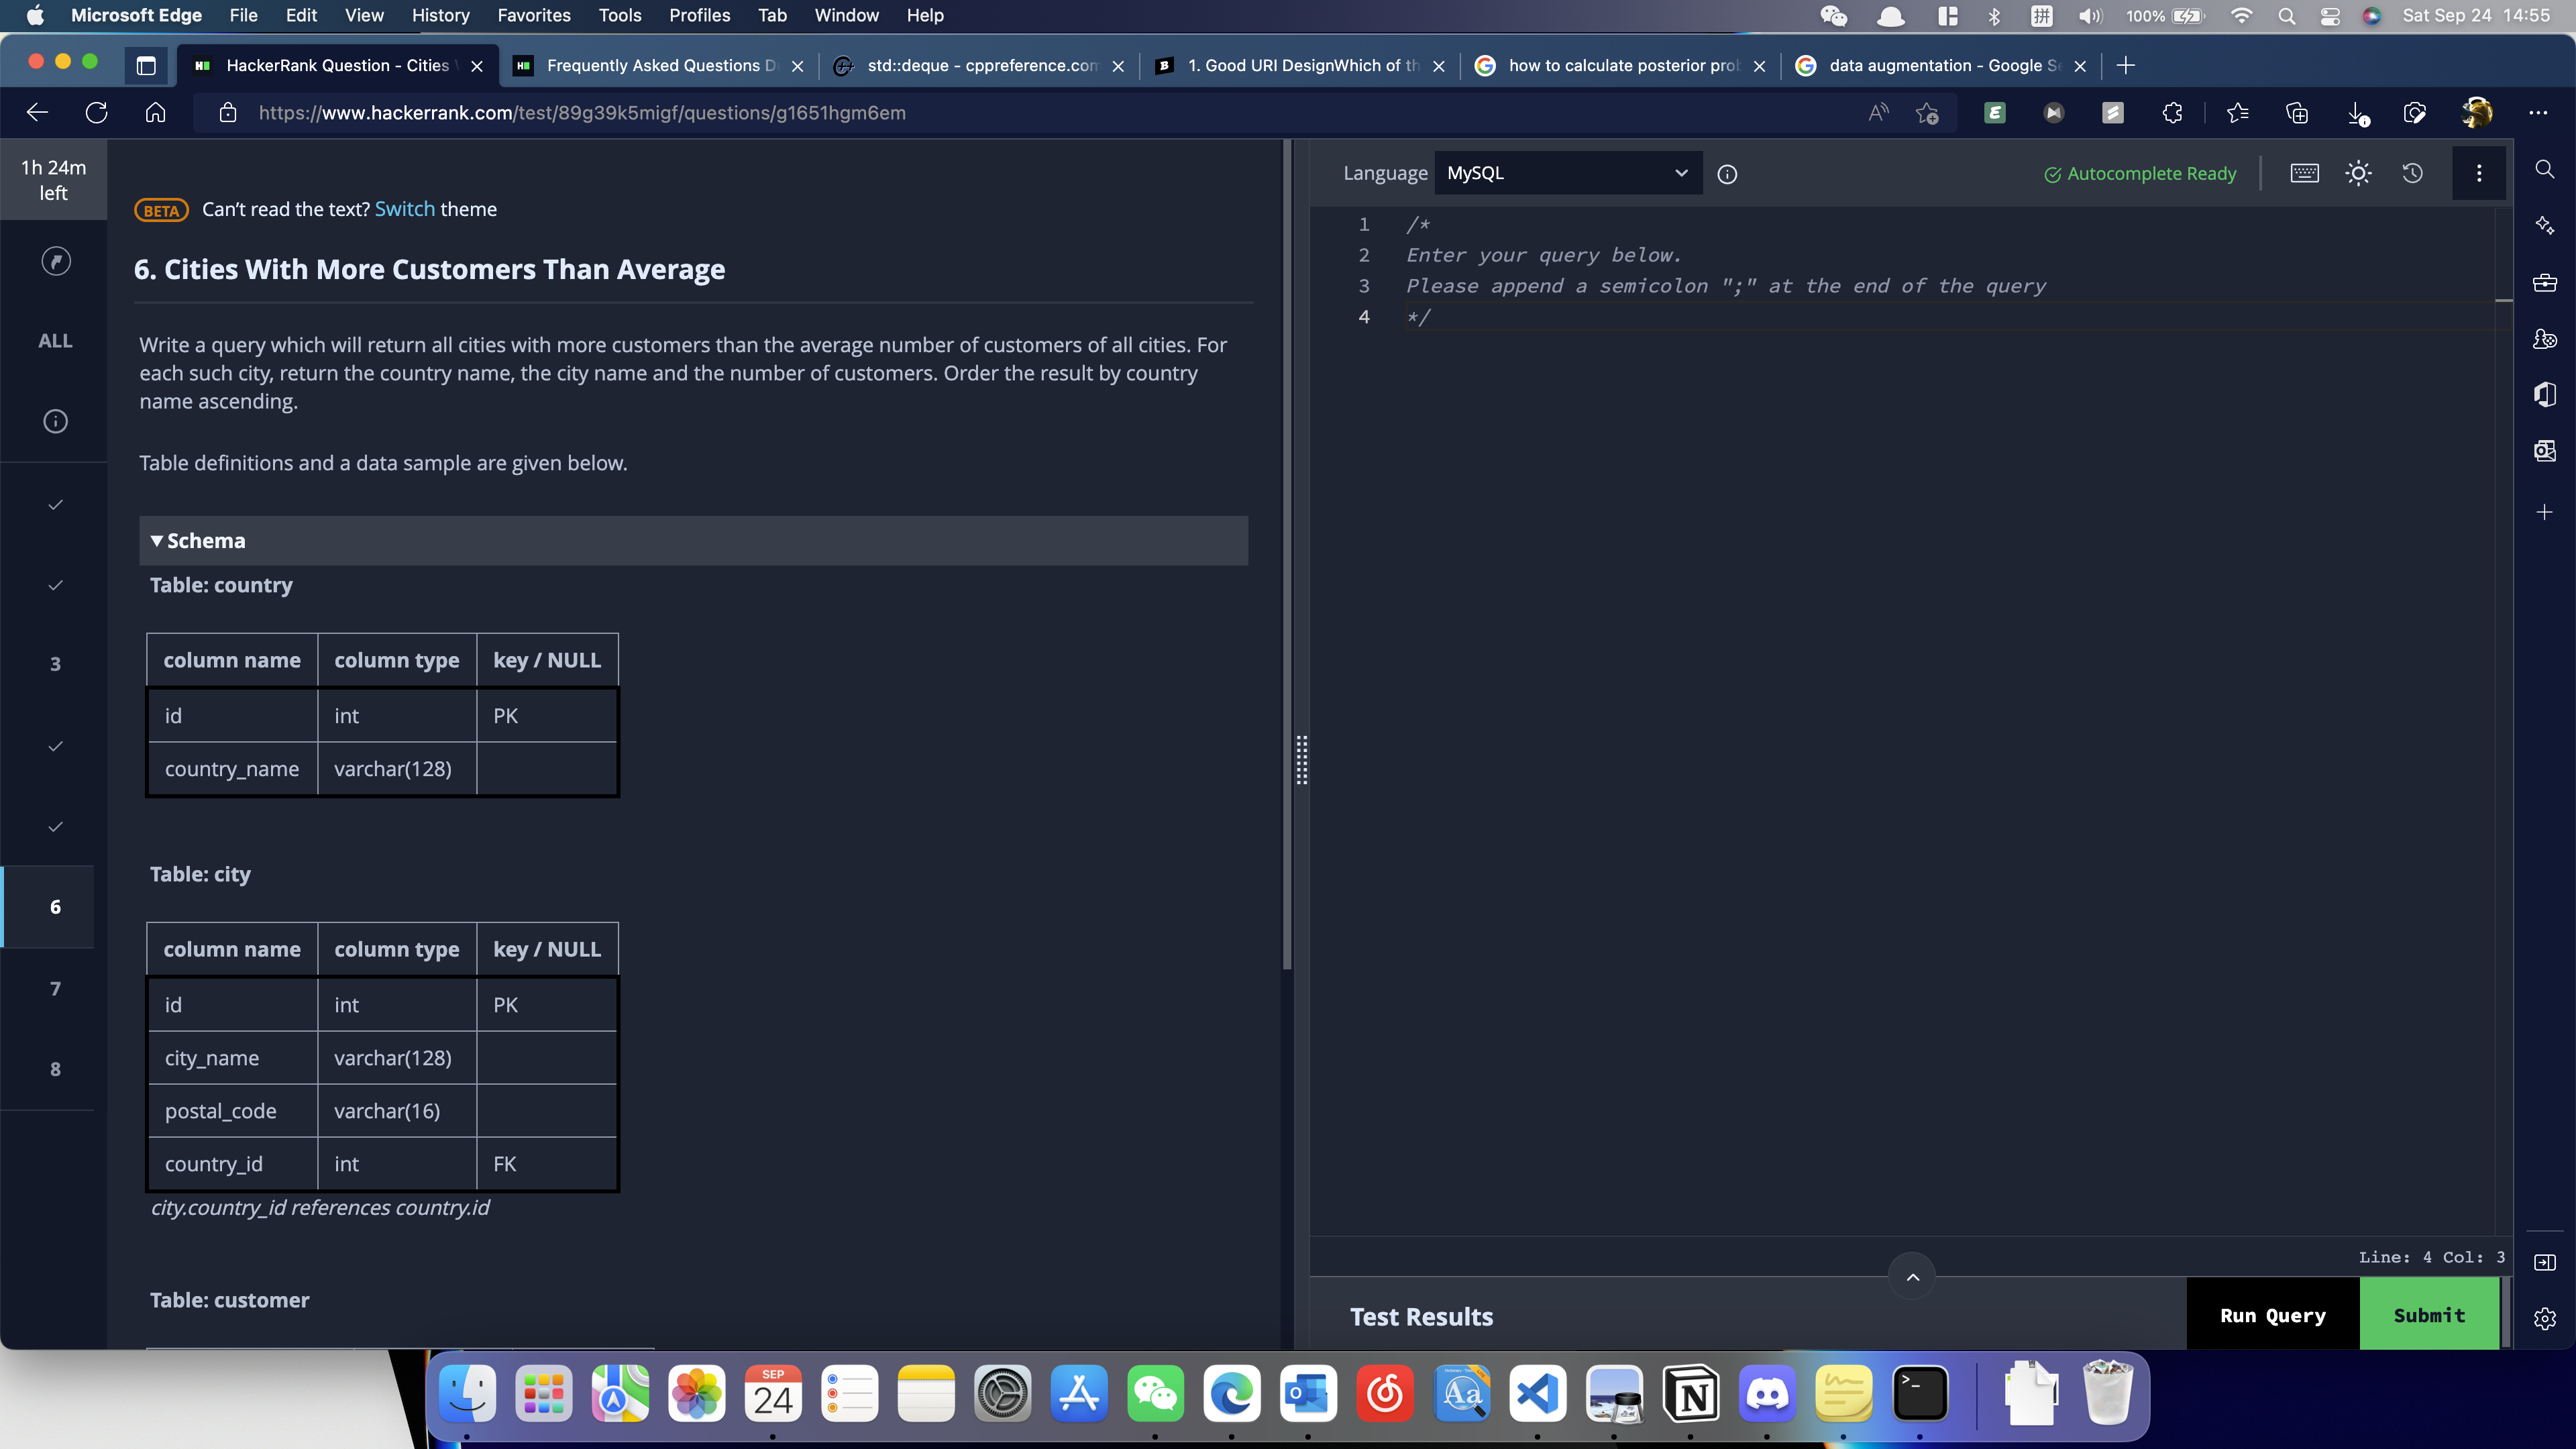 Microsoft Edge File Edit View History Favorites Tools Profiles Tab Window Help 拼 100% Sat Sep 24 14:55
HackerRank Question - Cities Frequently Asked Questions std::deque - cppreference.com 1. Good URI DesignWhich of how to calculate posterior data augmentation - Google
https://www.hackerrank.com/test/89g39k5migf/questions/g1651hgm6em
1h 24m
left
ALL
3
6
7
8
BETA Can't read the text? Switch theme
6. Cities With More Customers Than Average
Write a query which will return all cities with more customers than the average number of customers of all cities. For
each such city, return the country name, the city name and the number of customers. Order the result by country
name ascending.
Table definitions and a data sample are given below.
Schema
Table: country
column name column type key / NULL
id int PK
country_name varchar(128)
Table: city
column name column type key / NULL
id int PK
city_name varchar(128)
postal_code varchar(16)
country_id int FK
city.country_id references country.id
Table: customer
Language MySQL Autocomplete Ready
1 /*
2 Enter your query below.
3 Please append a semicolon ";" at the end of the query
4 */
Line: 4 Col: 3
Test Results Run Query Submit
SEP
24